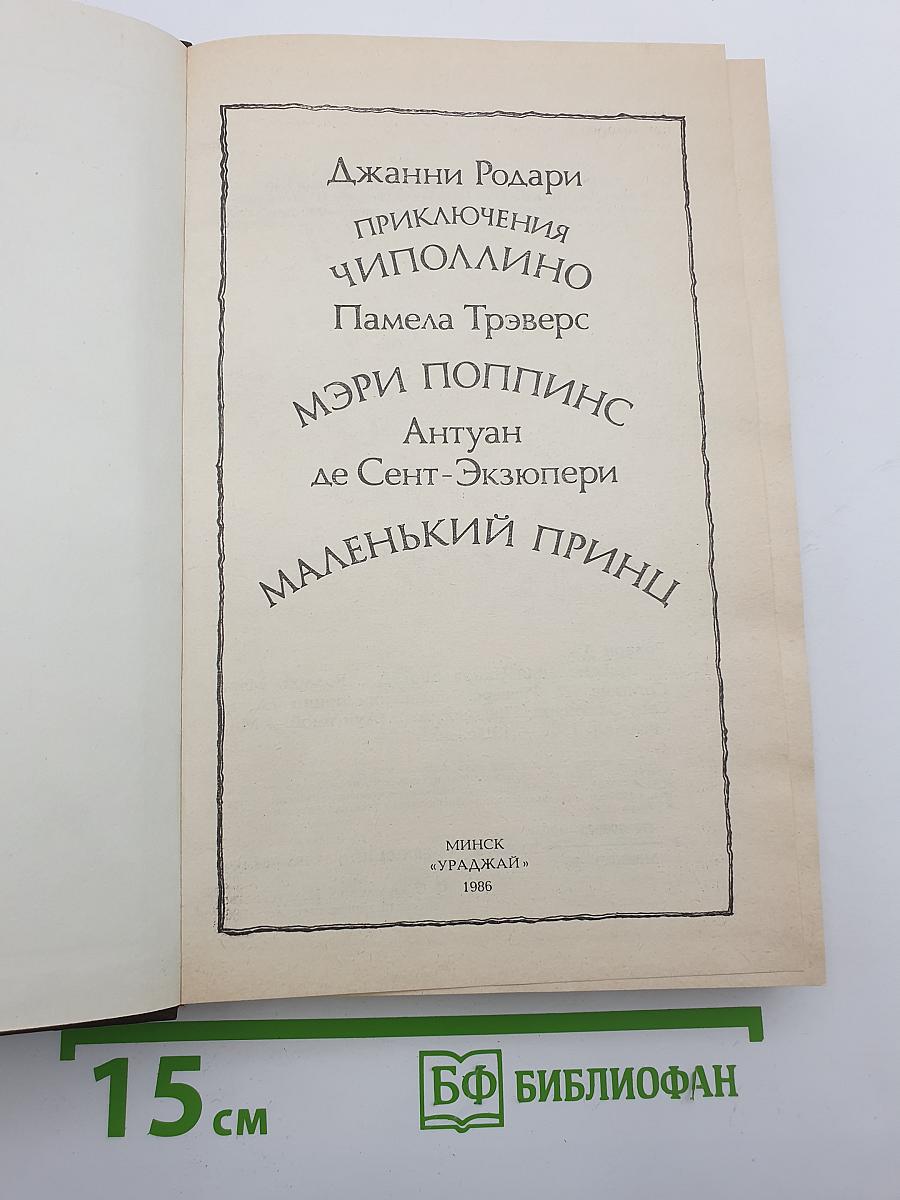 Джанни Родари
ПРИКЛЮЧЕНИЯ
ЧИПОЛЛИНО
Памела Трэверс
МЭРИ ПОППИНС
Антуан
де Сент-Экзюпери
МАЛЕНЬКИЙ ПРИНЦ
МИНСК
«УРАДЖАЙ»
1986
15 см
БФ БИБЛИОФАН